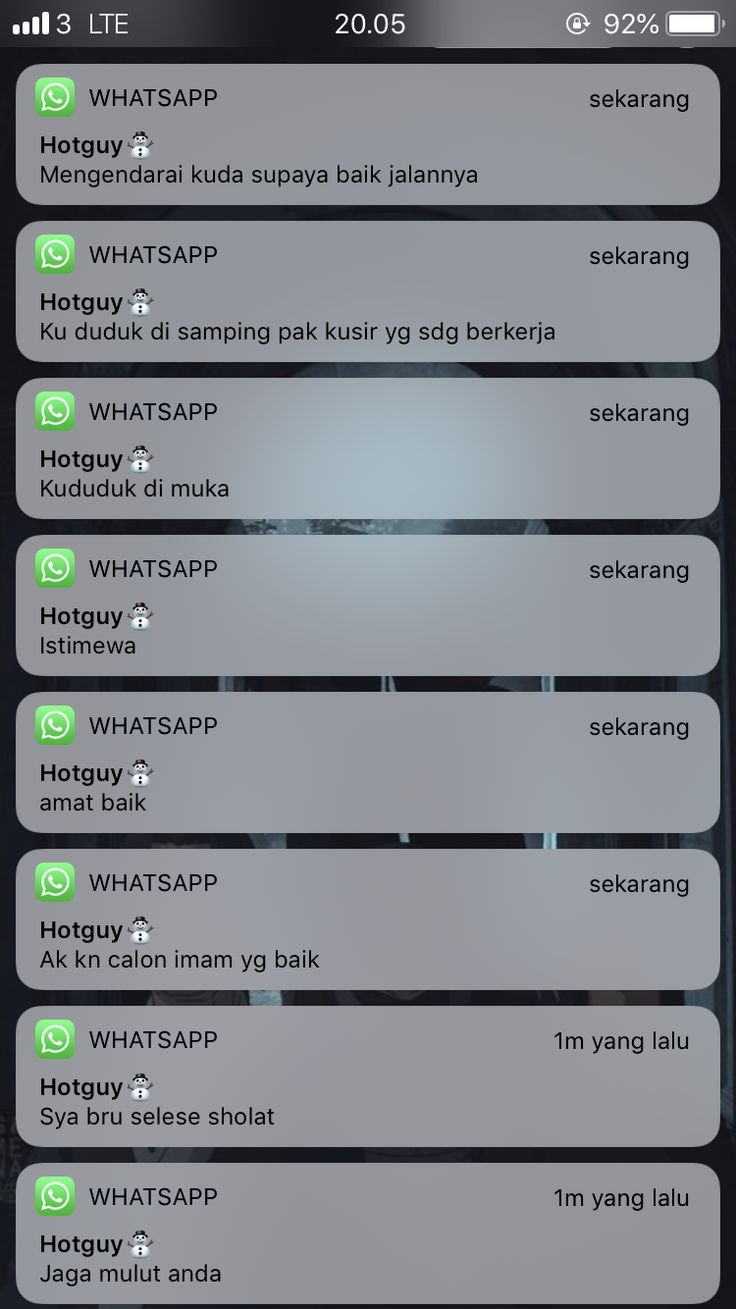 3 LTE 20.05 92%
WHATSAPP sekarang
Hotguy⛄
Mengendarai kuda supaya baik jalannya
WHATSAPP sekarang
Hotguy⛄
Ku duduk di samping pak kusir yg sdg berkerja
WHATSAPP sekarang
Hotguy⛄
Kududuk di muka
WHATSAPP sekarang
Hotguy⛄
Istimewa
WHATSAPP sekarang
Hotguy⛄
amat baik
WHATSAPP sekarang
Hotguy⛄
Ak kn calon imam yg baik
WHATSAPP 1m yang lalu
Hotguy⛄
Sya bru selese sholat
WHATSAPP 1m yang lalu
Hotguy⛄
Jaga mulut anda